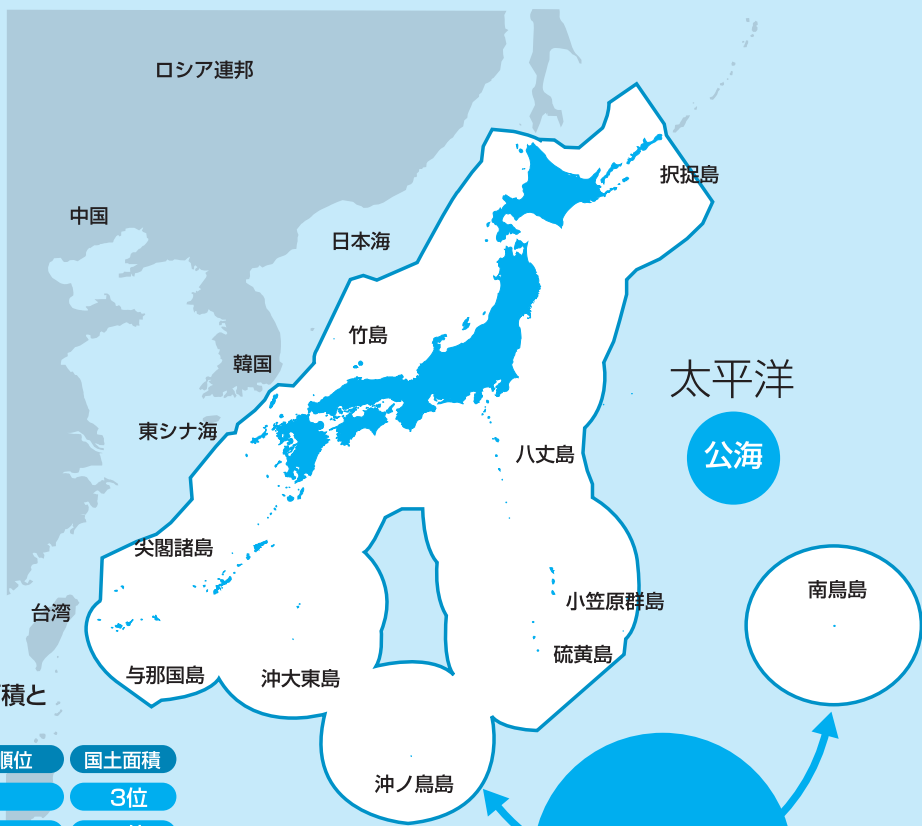 ロシア連邦
択捉島
中国
日本海
竹島
韓国
太平洋
東シナ海
八丈島
公海
尖閣諸島
南鳥島
小笠原群島
台湾
硫黄島
与那国島
沖大東島
積と
順位
国土面積
沖ノ鳥島
3位